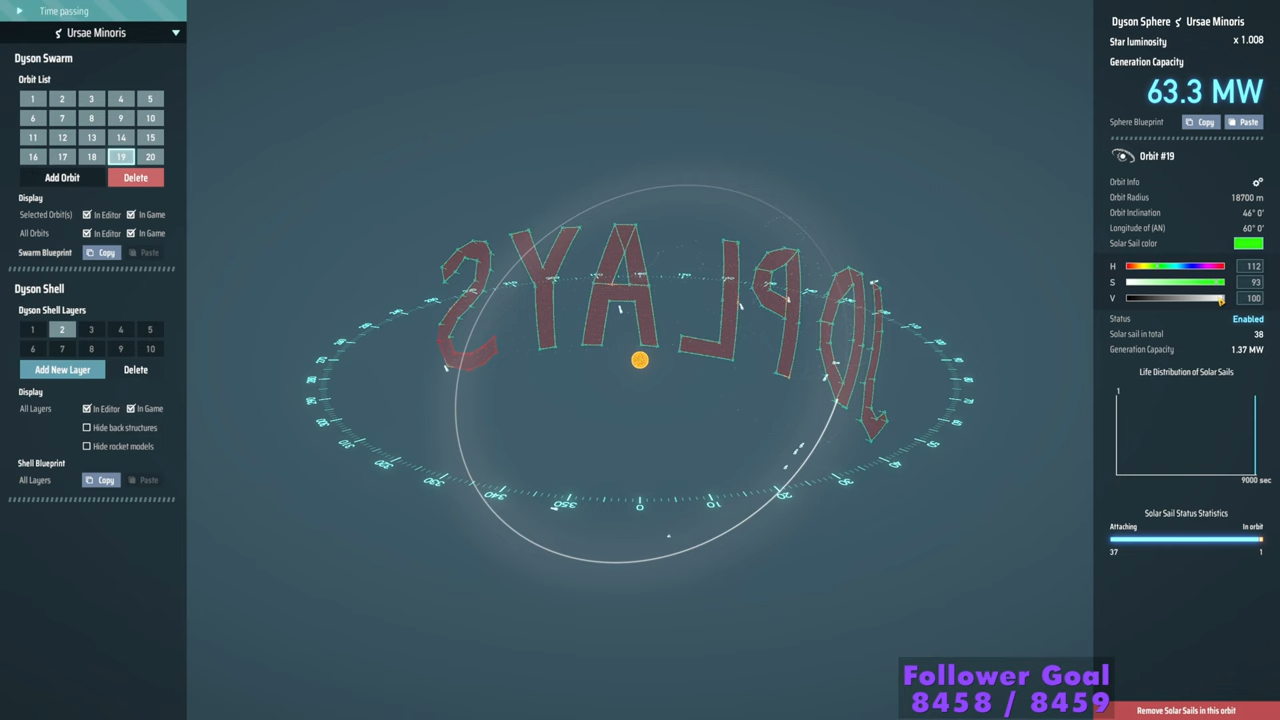 Time passing
Ursae Minoris
Dyson Swarm
Orbit List
1 2 3 4 5
6 7 8 9 10
11 12 13 14 15
16 17 18 19 20
Add Orbit Delete
Display
Selected Orbit(s) In Editor In Game
All Orbits In Editor In Game
Swarm Blueprint Copy Paste
Dyson Shell
Dyson Shell Layers
1 2 3 4 5
6 7 8 9 10
Add New Layer Delete
Display
All Layers In Editor In Game
Hide back structures
Hide rocket models
Shell Blueprint
All Layers Copy Paste
340 350 0 10 20 30
Dyson Sphere Ursae Minoris
Star luminosity x 1.008
Generation Capacity
63.3 MW
Sphere Blueprint Copy Paste
Orbit #19
Orbit Info
Orbit Radius 18700 m
Orbit Inclination 46° 0'
Longitude of (AN) 60° 0'
Solar Sail color
H 112
S 93
V 100
Status Enabled
Solar sail in total 38
Generation Capacity 1.37 MW
Life Distribution of Solar Sails
1
9000 sec
Solar Sail Status Statistics
Attaching In orbit
37 1
Follower Goal
8458 / 8459
Remove Solar Sails in this orbit